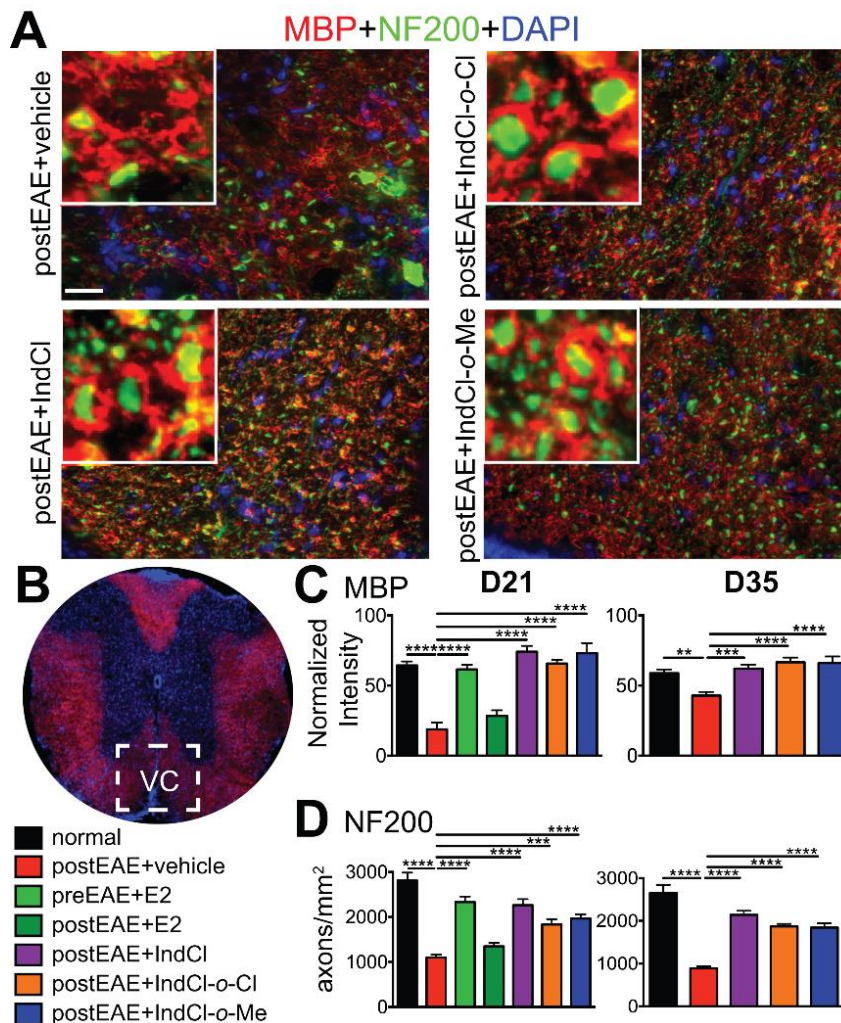 A
MBP+NF200+DAPI
postEAE+vehicle
postEAE+IndCl-o-Cl
postEAE+IndCl
postEAE+IndCl-o-Me
B
VC
normal
postEAE+vehicle
preEAE+E2
postEAE+E2
postEAE+IndCl
postEAE+IndCl-o-Cl
postEAE+IndCl-o-Me
C MBP
D21
D35
Normalized
Intensity
100
50
0
****
****
****
****
****
100
50
0
**
***
****
****
D NF200
axons/mm²
3000
2000
1000
0
****
****
****
***
****
3000
2000
1000
0
****
****
****
****